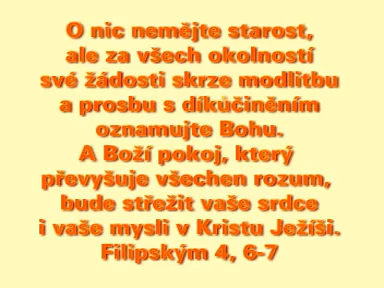 O nic nemějte starost,
ale za všech okolností
své žádosti skrze modlitbu
a prosbu s díkůčiněním
oznamujte Bohu.
A Boží pokoj, který
převyšuje všechen rozum,
bude střežit vaše srdce
i vaše mysli v Kristu Ježíši.
Filipským 4, 6-7